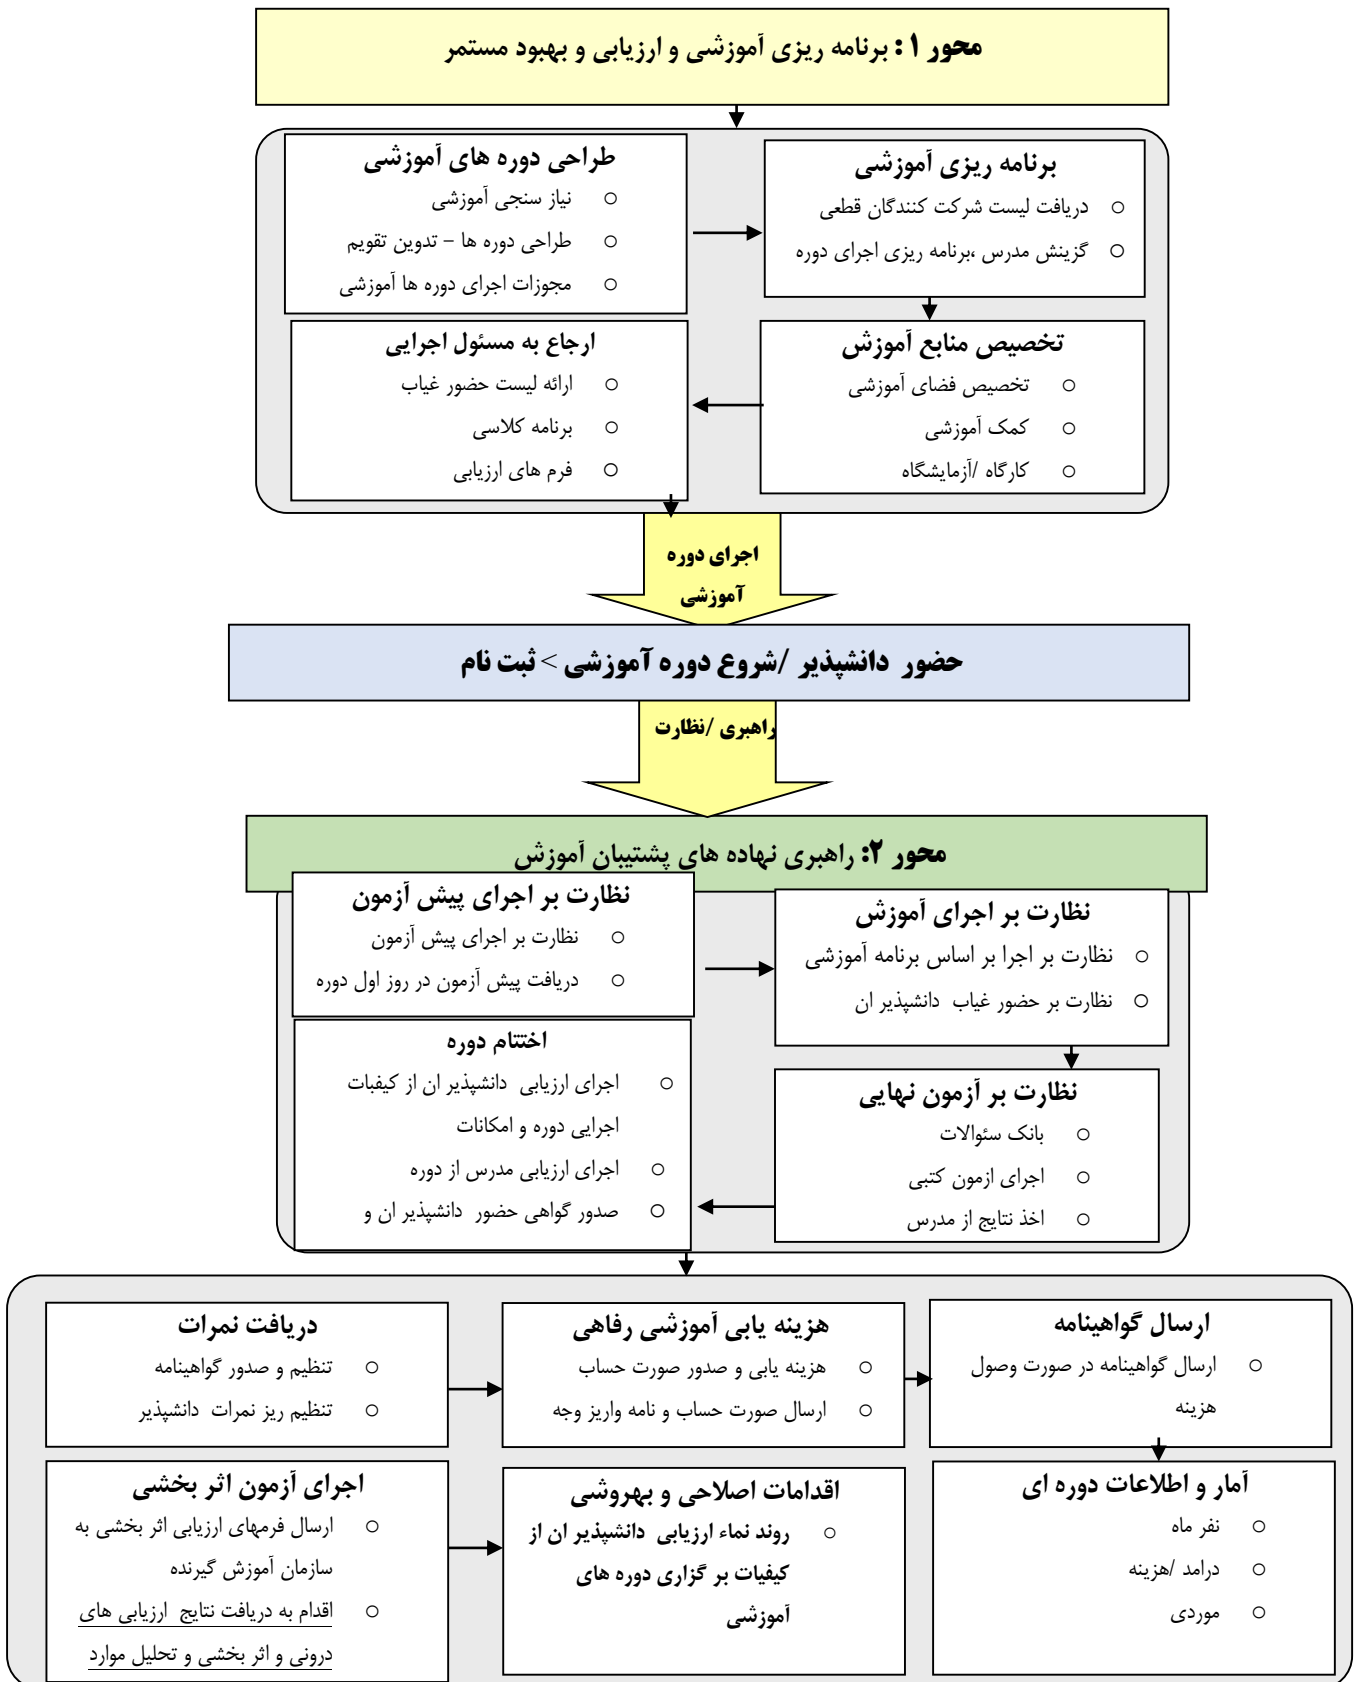 محور ۱ : برنامه ریزی آموزشی و ارزیابی و بهبود مستمر
طراحی دوره های آموزشی
نیاز سنجی آموزشی
طراحی دوره ها – تدوین تقویم
مجوزات اجرای دوره ها آموزشی
برنامه ریزی آموزشی
دریافت لیست شرکت کنندگان قطعی
گزینش مدرس ،برنامه ریزی اجرای دوره
تخصیص منابع آموزش
تخصیص فضای آموزشی
کمک آموزشی
کارگاه /آزمایشگاه
ارجاع به مسئول اجرایی
ارائه لیست حضور غیاب
برنامه کلاسی
فرم های ارزیابی
اجرای دوره
آموزشی
حضور دانشپذیر /شروع دوره آموزشی > ثبت نام
راهبری /نظارت
محور ۲: راهبری نهاده های پشتیبان آموزش
نظارت بر اجرای پیش آزمون
نظارت بر اجرای پیش آزمون
دریافت پیش آزمون در روز اول دوره
نظارت بر اجرای آموزش
نظارت بر اجرا بر اساس برنامه آموزشی
نظارت بر حضور غیاب دانشپذیر ان
نظارت بر آزمون نهایی
بانک سئوالات
اجرای ازمون کتبی
اخذ نتایج از مدرس
اختتام دوره
اجرای ارزیابی دانشپذیر ان از کیفیات
اجرایی دوره و امکانات
اجرای ارزیابی مدرس از دوره
صدور گواهی حضور دانشپذیر ان و
دریافت نمرات
تنظیم و صدور گواهینامه
تنظیم ریز نمرات دانشپذیر
هزینه یابی آموزشی رفاهی
هزینه یابی و صدور صورت حساب
ارسال صورت حساب و نامه واریز وجه
ارسال گواهینامه
ارسال گواهینامه در صورت وصول
هزینه
آمار و اطلاعات دوره ای
نفر ماه
درامد /هزینه
موردی
اجرای آزمون اثر بخشی
ارسال فرمهای ارزیابی اثر بخشی به
سازمان آموزش گیرنده
اقدام به دریافت نتایج ارزیابی های
درونی و اثر بخشی و تحلیل موارد
اقدامات اصلاحی و بهروشی
روند نماء ارزیابی دانشپذیر ان از
کیفیات بر گزاری دوره های
آموزشی